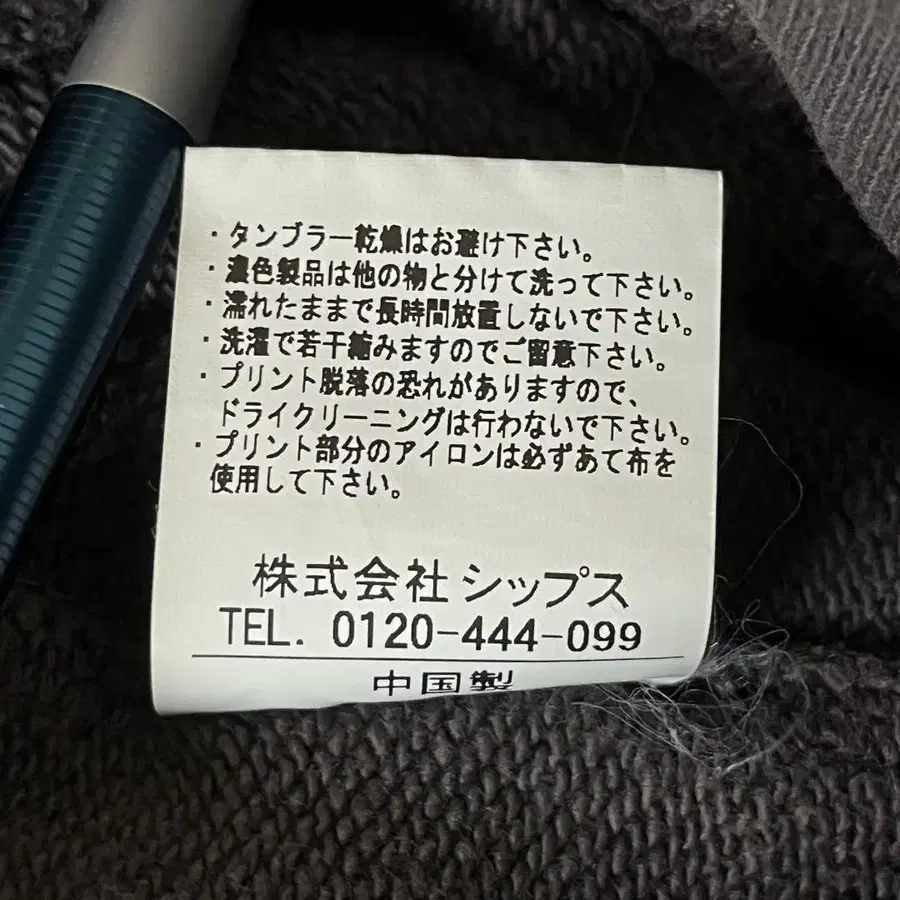 ・タンブラー乾燥はお避け下さい。
・濃色製品は他の物と分けて洗って下さい。
・濡れたままで長時間放置しないで下さい。
・洗濯で若干縮みますのでご留意下さい。
・プリント脱落の恐れがありますので、
ドライクリーニングは行わないで下さい。
・プリント部分のアイロンは必ずあて布を
使用して下さい。
株式会社 シップス
TEL. 0120-444-099
中国製